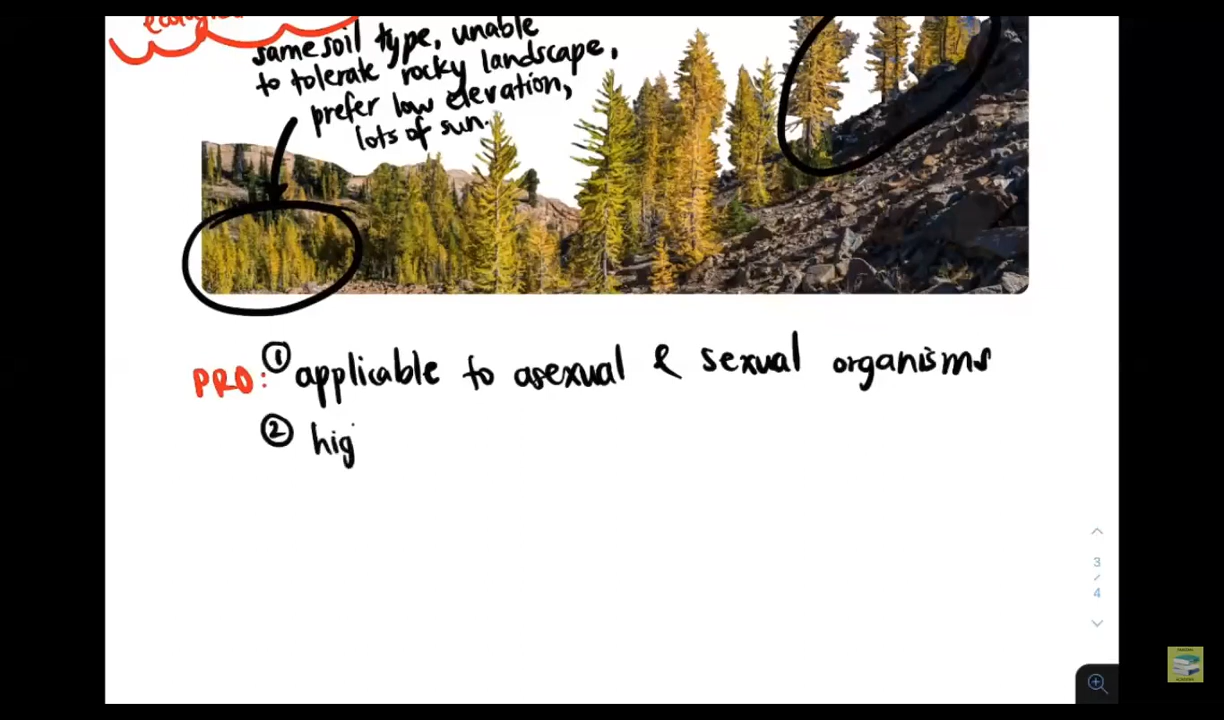 same soil type, unable
to tolerate rocky landscape,
prefer low elevation,
lots of sun.
PRO: ① applicable to asexual & sexual organisms
② hig
3
/
4